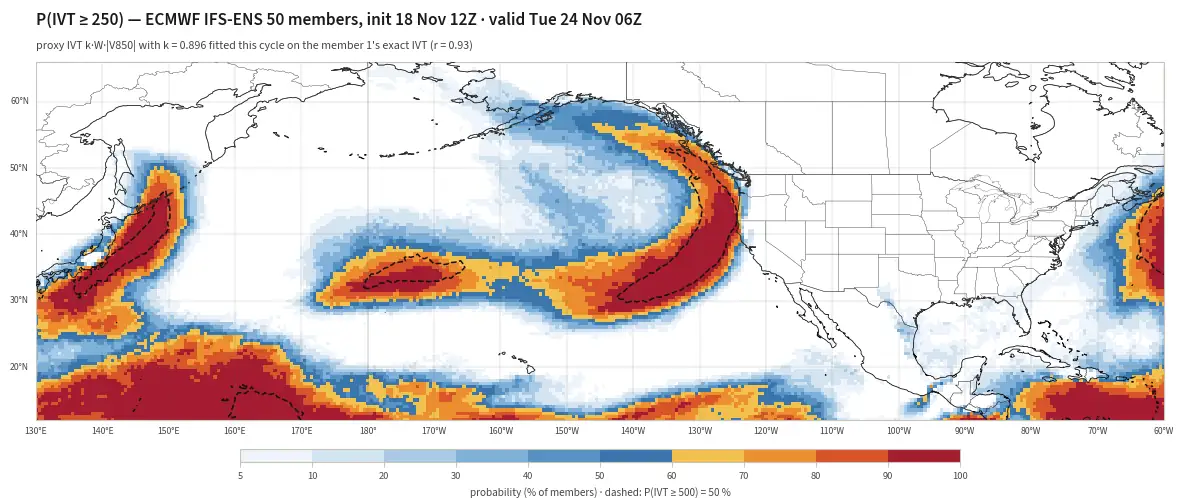 P(IVT ≥ 250) — ECMWF IFS-ENS 50 members, init 18 Nov 12Z · valid Tue 24 Nov 06Z
proxy IVT k·W·|V850| with k = 0.896 fitted this cycle on the member 1's exact IVT (r = 0.93)
60°N
50°N
40°N
30°N
20°N
130°E 140°E 150°E 160°E 170°E 180° 170°W 160°W 150°W 140°W 130°W 120°W 110°W 100°W 90°W 80°W 70°W 60°W
5 10 20 30 40 50 60 70 80 90 100
probability (% of members) · dashed: P(IVT ≥ 500) = 50 %